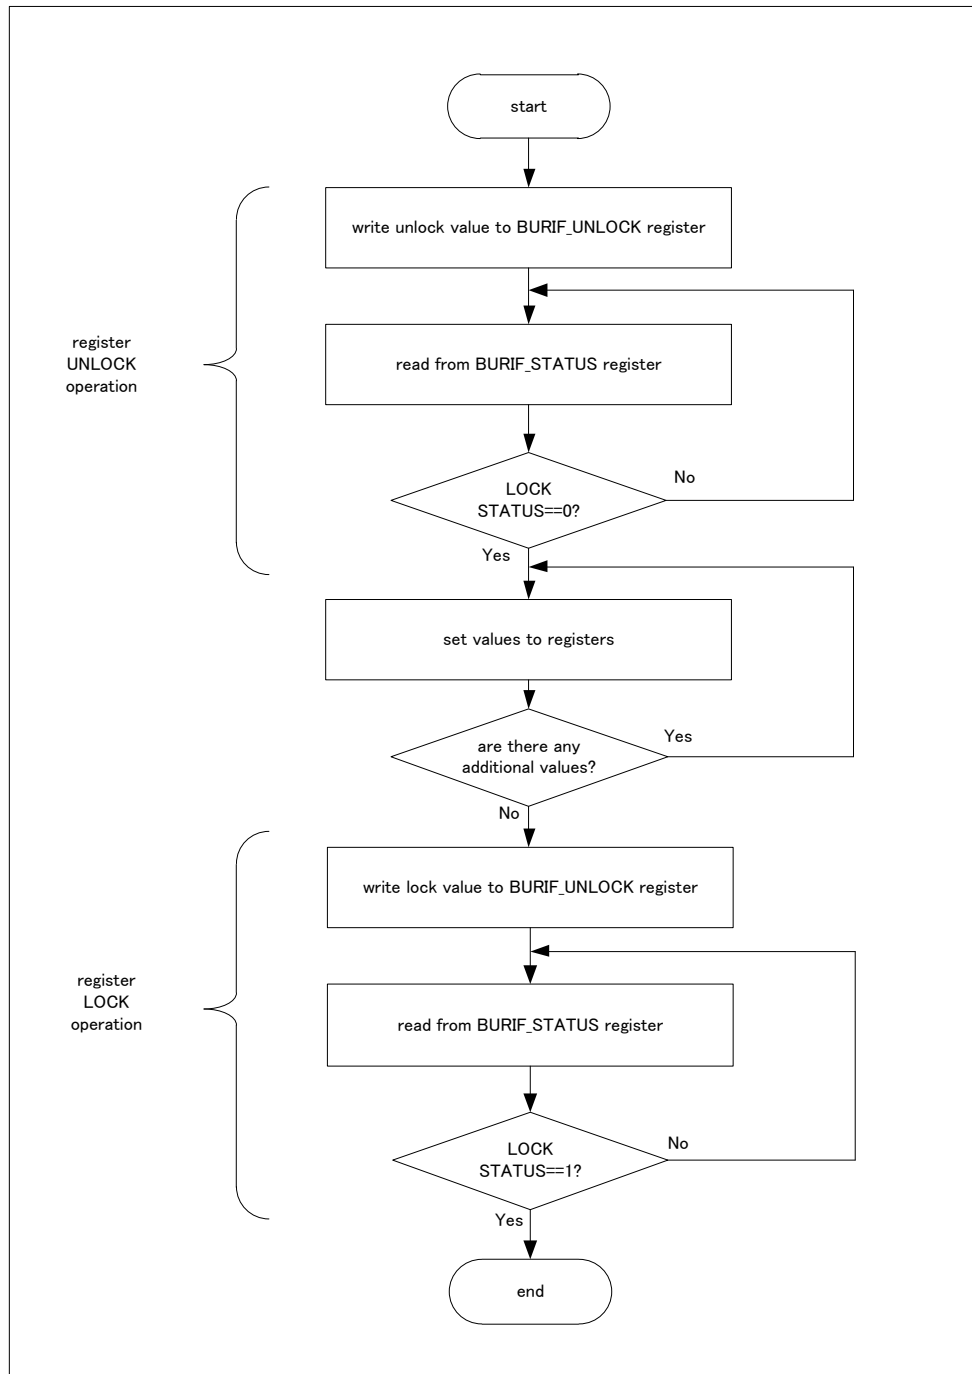 start
write unlock value to BURIF_UNLOCK register
register
UNLOCK
operation
read from BURIF_STATUS register
LOCK
STATUS==0?
No
Yes
set values to registers
are there any
additional values?
Yes
No
write lock value to BURIF_UNLOCK register
register
LOCK
operation
read from BURIF_STATUS register
LOCK
STATUS==1?
No
Yes
end